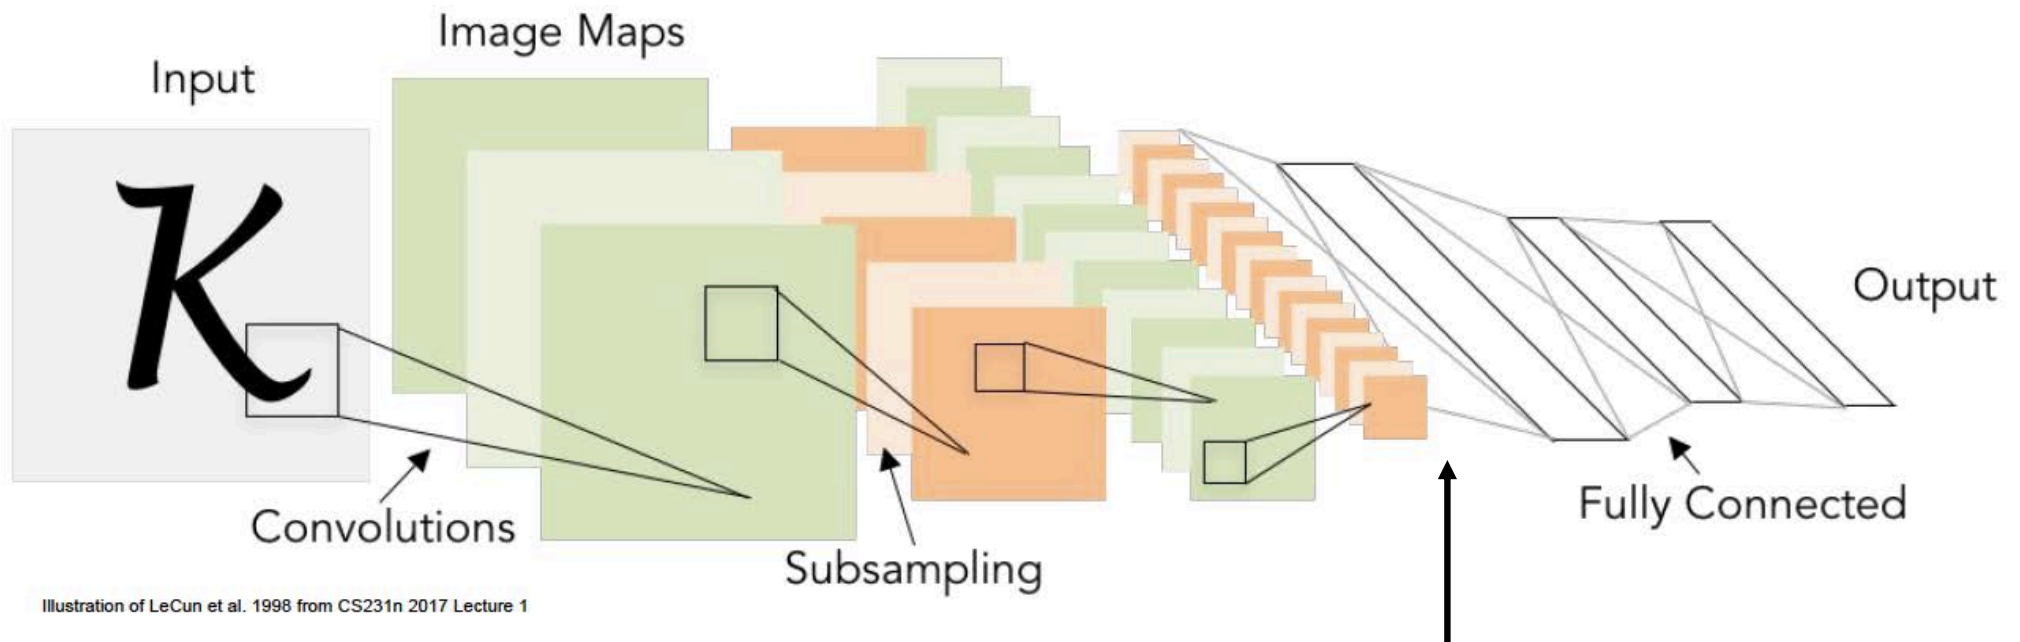 Image Maps
Input
K
Output
Convolutions
Fully Connected
Subsampling
Illustration of LeCun et al. 1998 from CS231n 2017 Lecture 1